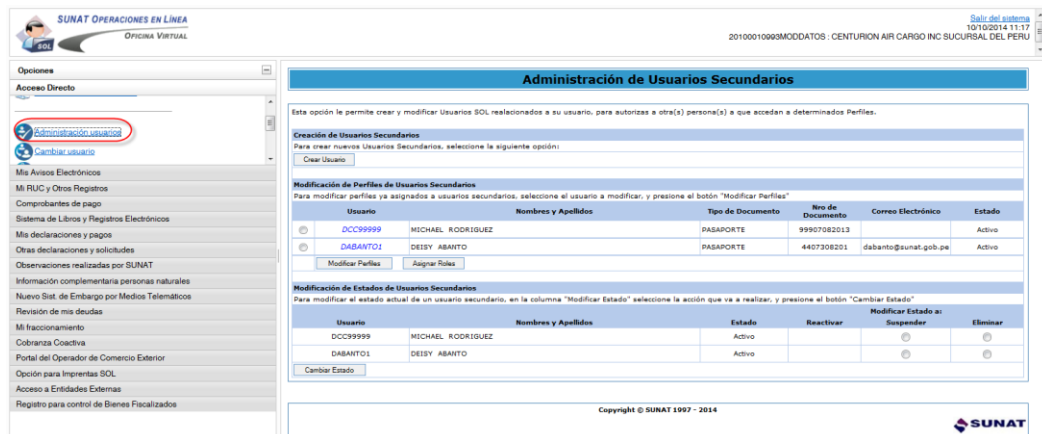 SUNAT OPERACIONES EN LÍNEA
OFICINA VIRTUAL
SOL
Salir del sistema
10/10/2014 11:17
20100010993MODDATOS : CENTURION AIR CARGO INC SUCURSAL DEL PERU
Opciones
Acceso Directo
Administración usuarios
Cambiar usuario
Mis Avisos Electrónicos
Mi RUC y Otros Registros
Comprobantes de pago
Sistema de Libros y Registros Electrónicos
Mis declaraciones y pagos
Otras declaraciones y solicitudes
Observaciones realizadas por SUNAT
Información complementaria personas naturales
Nuevo Sist. de Embargo por Medios Telemáticos
Revisión de mis deudas
Mi fraccionamiento
Cobranza Coactiva
Portal del Operador de Comercio Exterior
Opción para Imprentas SOL
Acceso a Entidades Externas
Registro para control de Bienes Fiscalizados
Administración de Usuarios Secundarios
Esta opción le permite crear y modificar Usuarios SOL realacionados a su usuario, para autorizas a otra(s) persona(s) a que accedan a determinados Perfiles.
Creación de Usuarios Secundarios
Para crear nuevos Usuarios Secundarios, seleccione la siguiente opción:
Crear Usuario
Modificación de Perfiles de Usuarios Secundarios
Para modificar perfiles ya asignados a usuarios secundarios, seleccione el usuario a modificar, y presione el botón "Modificar Perfiles"
Usuario Nombres y Apellidos Tipo de Documento Nro de Documento Correo Electrónico Estado
DCC99999 MICHAEL RODRIGUEZ PASAPORTE 99907082013 Activo
DABANTO1 DEISY ABANTO PASAPORTE 4407308201 dabanto@sunat.gob.pe Activo
Modificar Perfiles Asignar Roles
Modificación de Estados de Usuarios Secundarios
Para modificar el estado actual de un usuario secundario, en la columna "Modificar Estado" seleccione la acción que va a realizar, y presione el botón "Cambiar Estado"
Modificar Estado a:
Usuario Nombres y Apellidos Estado Reactivar Suspender Eliminar
DCC99999 MICHAEL RODRIGUEZ Activo
DABANTO1 DEISY ABANTO Activo
Cambiar Estado
Copyright © SUNAT 1997 - 2014
SUNAT